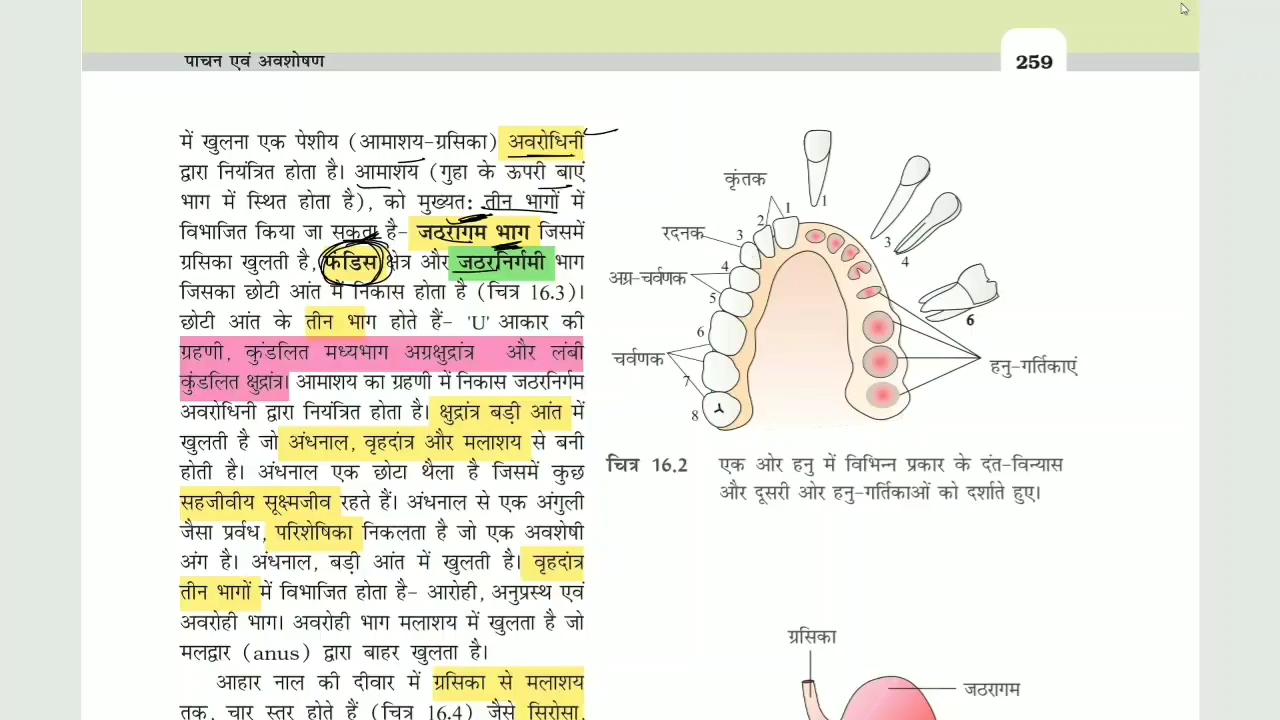 पाचन एवं अवशोषण
259
में खुलना एक पेशीय (आमाशय-ग्रसिका) अवरोधिनी
द्वारा नियंत्रित होता है। आमाशय (गुहा के ऊपरी बाएं
भाग में स्थित होता है), को मुख्यत: तीन भागों में
विभाजित किया जा सकता है- जठरागम भाग जिसमें
ग्रसिका खुलती है, फंडिस क्षेत्र और जठरनिर्गमी भाग
जिसका छोटी आंत में निकास होता है (चित्र 16.3)।
छोटी आंत के तीन भाग होते हैं- 'U' आकार की
ग्रहणी, कुंडलित मध्यभाग अग्रक्षुद्रांत्र और लंबी
कुंडलित क्षुद्रांत्र। आमाशय का ग्रहणी में निकास जठरनिर्गम
अवरोधिनी द्वारा नियंत्रित होता है। क्षुद्रांत्र बड़ी आंत में
खुलती है जो अंधनाल, वृहदांत्र और मलाशय से बनी
होती है। अंधनाल एक छोटा थैला है जिसमें कुछ
सहजीवीय सूक्ष्मजीव रहते हैं। अंधनाल से एक अंगुली
जैसा प्रर्वध, परिशेषिका निकलता है जो एक अवशेषी
अंग है। अंधनाल, बड़ी आंत में खुलती है। वृहदांत्र
तीन भागों में विभाजित होता है- आरोही, अनुप्रस्थ एवं
अवरोही भाग। अवरोही भाग मलाशय में खुलता है जो
मलद्वार (anus) द्वारा बाहर खुलता है।
आहार नाल की दीवार में ग्रसिका से मलाशय
तक, चार स्तर होते हैं (चित्र 16.4) जैसे सिरोसा,
कृंतक
1
2
1
रदनक
3
3
4
अग्र-चर्वणक
4
5
6
6
चर्वणक
7
8
हनु-गर्तिकाएं
चित्र 16.2 एक ओर हनु में विभिन्न प्रकार के दंत-विन्यास
और दूसरी ओर हनु-गर्तिकाओं को दर्शाते हुए।
ग्रसिका
जठरागम